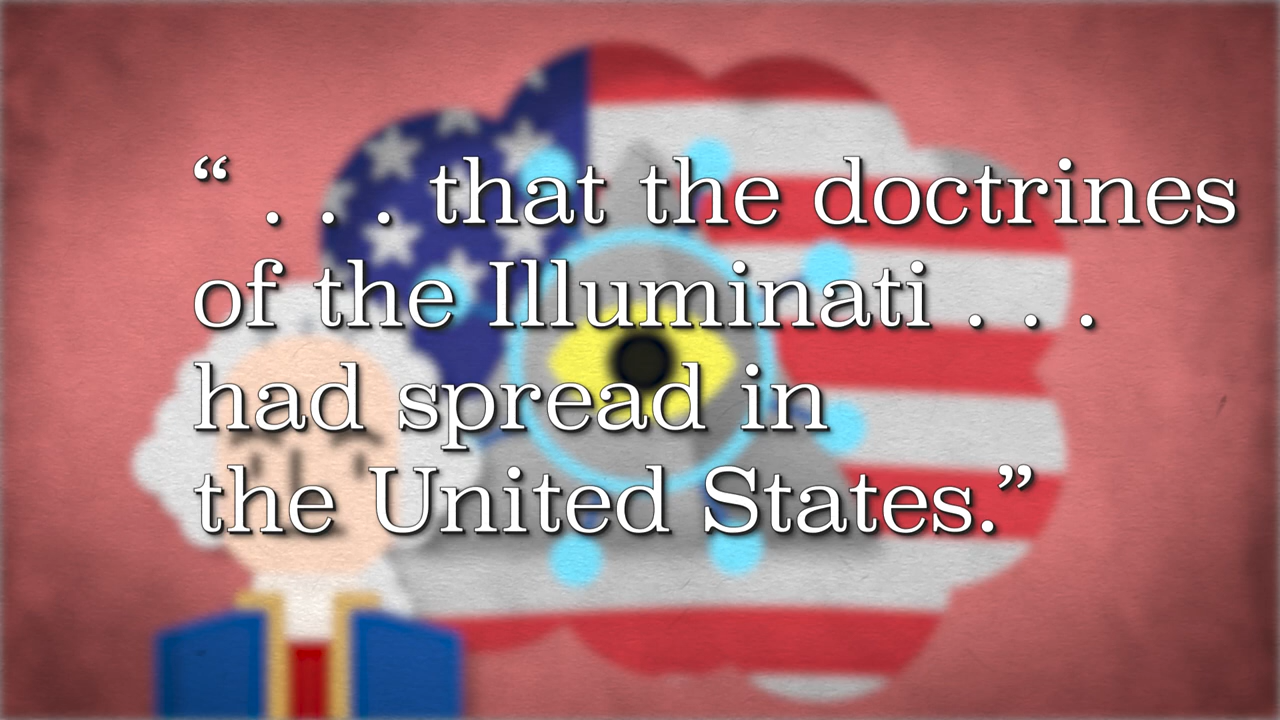 “ . . . that the doctrines
of the Illuminati . . .
had spread in
the United States.”